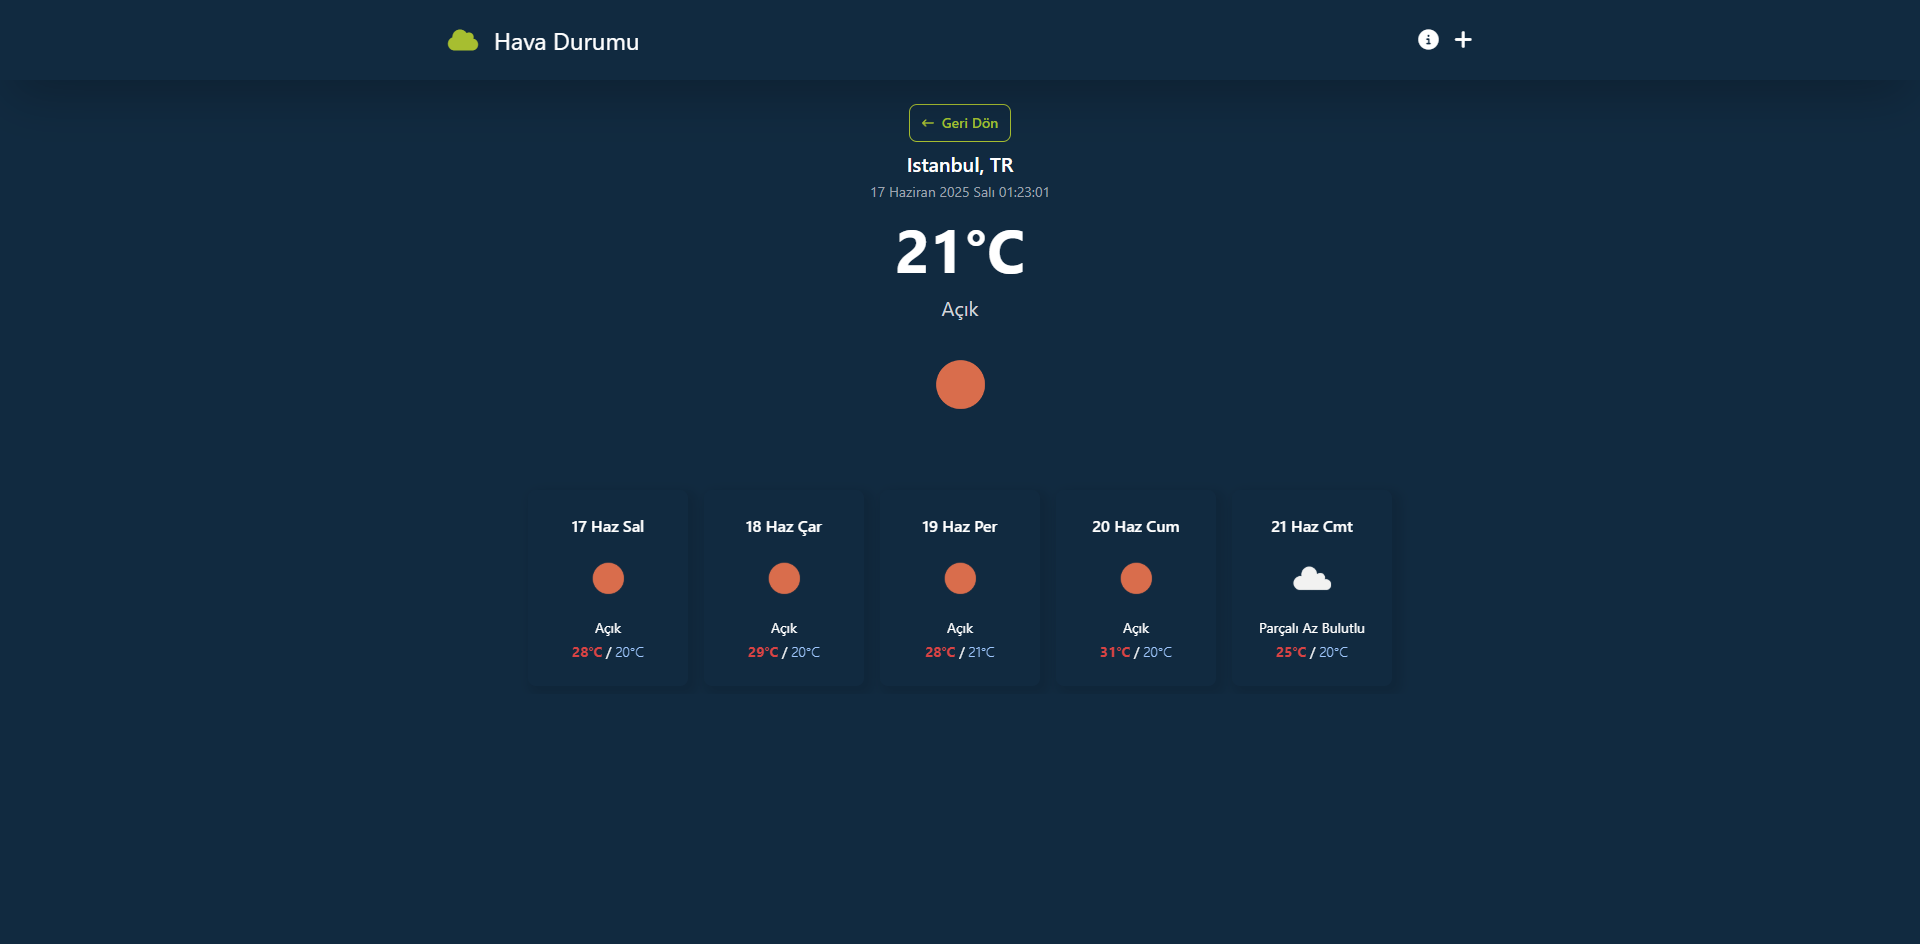 Hava Durumu
← Geri Dön
Istanbul, TR
17 Haziran 2025 Salı 01:23:01
21°C
Açık
17 Haz Sal
Açık
28°C / 20°C
18 Haz Çar
Açık
29°C / 20°C
19 Haz Per
Açık
28°C / 21°C
20 Haz Cum
Açık
31°C / 20°C
21 Haz Cmt
Parçalı Az Bulutlu
25°C / 20°C